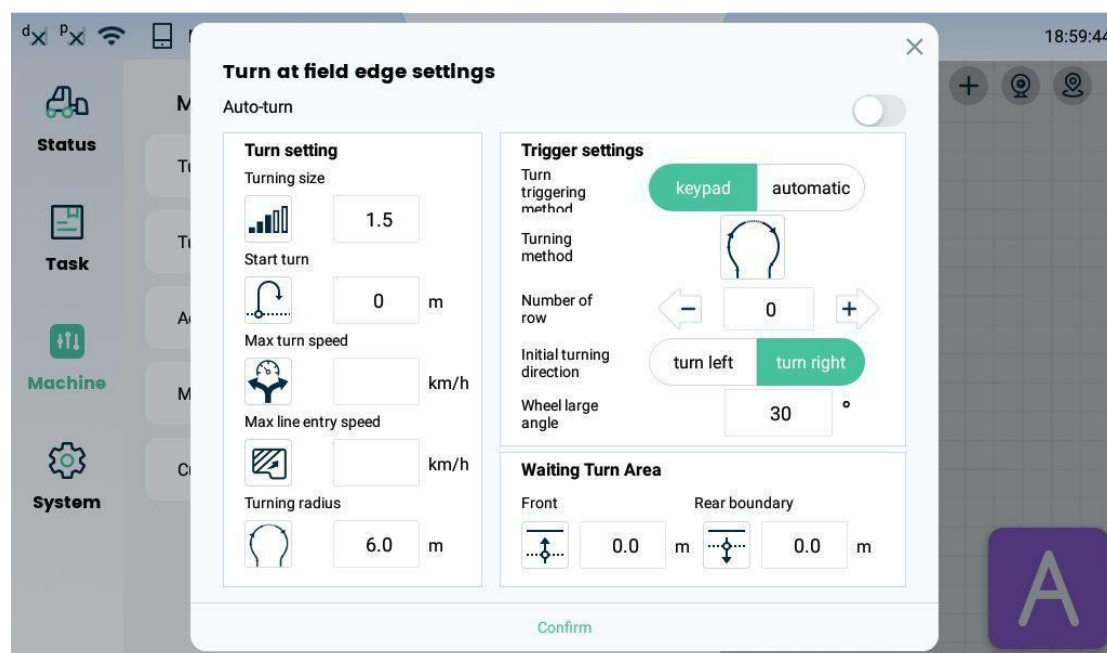 d p 18:59:44
Turn at field edge settings
Auto-turn
Status
Task
Machine
System
Turn setting
Turning size
1.5
Start turn
0 m
Max turn speed
km/h
Max line entry speed
km/h
Turning radius
6.0 m
Trigger settings
Turn
triggering
method
keypad automatic
Turning
method
Number of
row
0
Initial turning
direction
turn left turn right
Wheel large
angle
30 °
Waiting Turn Area
Front Rear boundary
0.0 m 0.0 m
Confirm
A